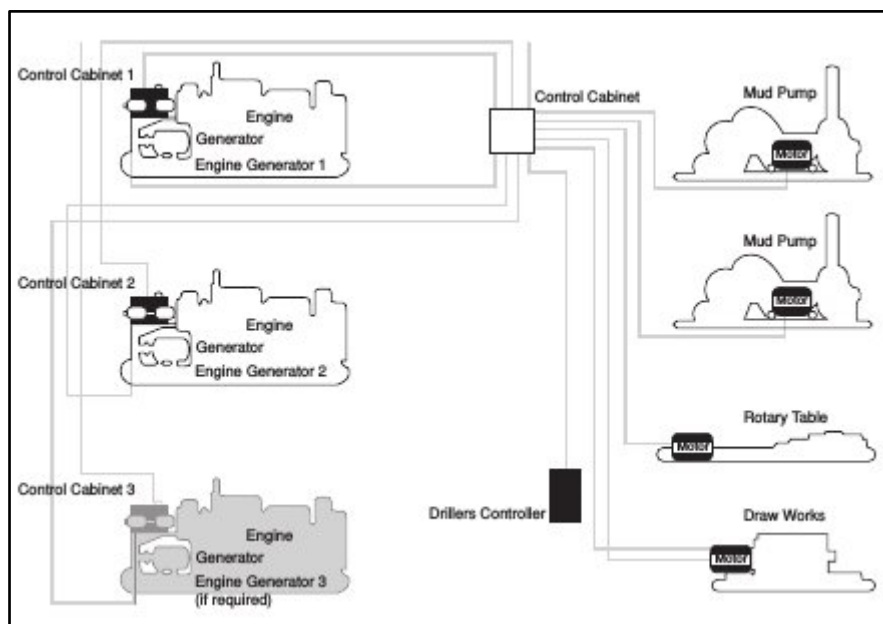 Control Cabinet 1
Engine
Generator
Engine Generator 1
Control Cabinet
Mud Pump
Motor
Mud Pump
Motor
Control Cabinet 2
Engine
Generator
Engine Generator 2
Rotary Table
Motor
Control Cabinet 3
Engine
Generator
Engine Generator 3
(if required)
Drillers Controller
Draw Works
Motor